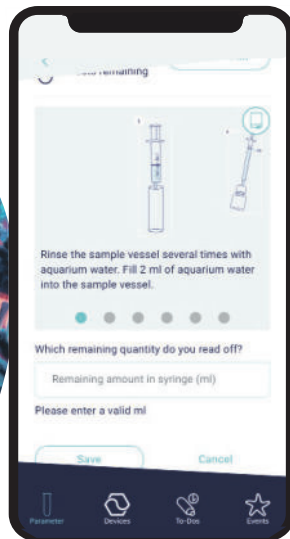 remaining
Rinse the sample vessel several times with
aquarium water. Fill 2 ml of aquarium water
into the sample vessel.
Which remaining quantity do you read off?
Remaining amount in syringe (ml)
Please enter a valid ml
Save
Cancel
Parameter
Devices
To-Dos
Events